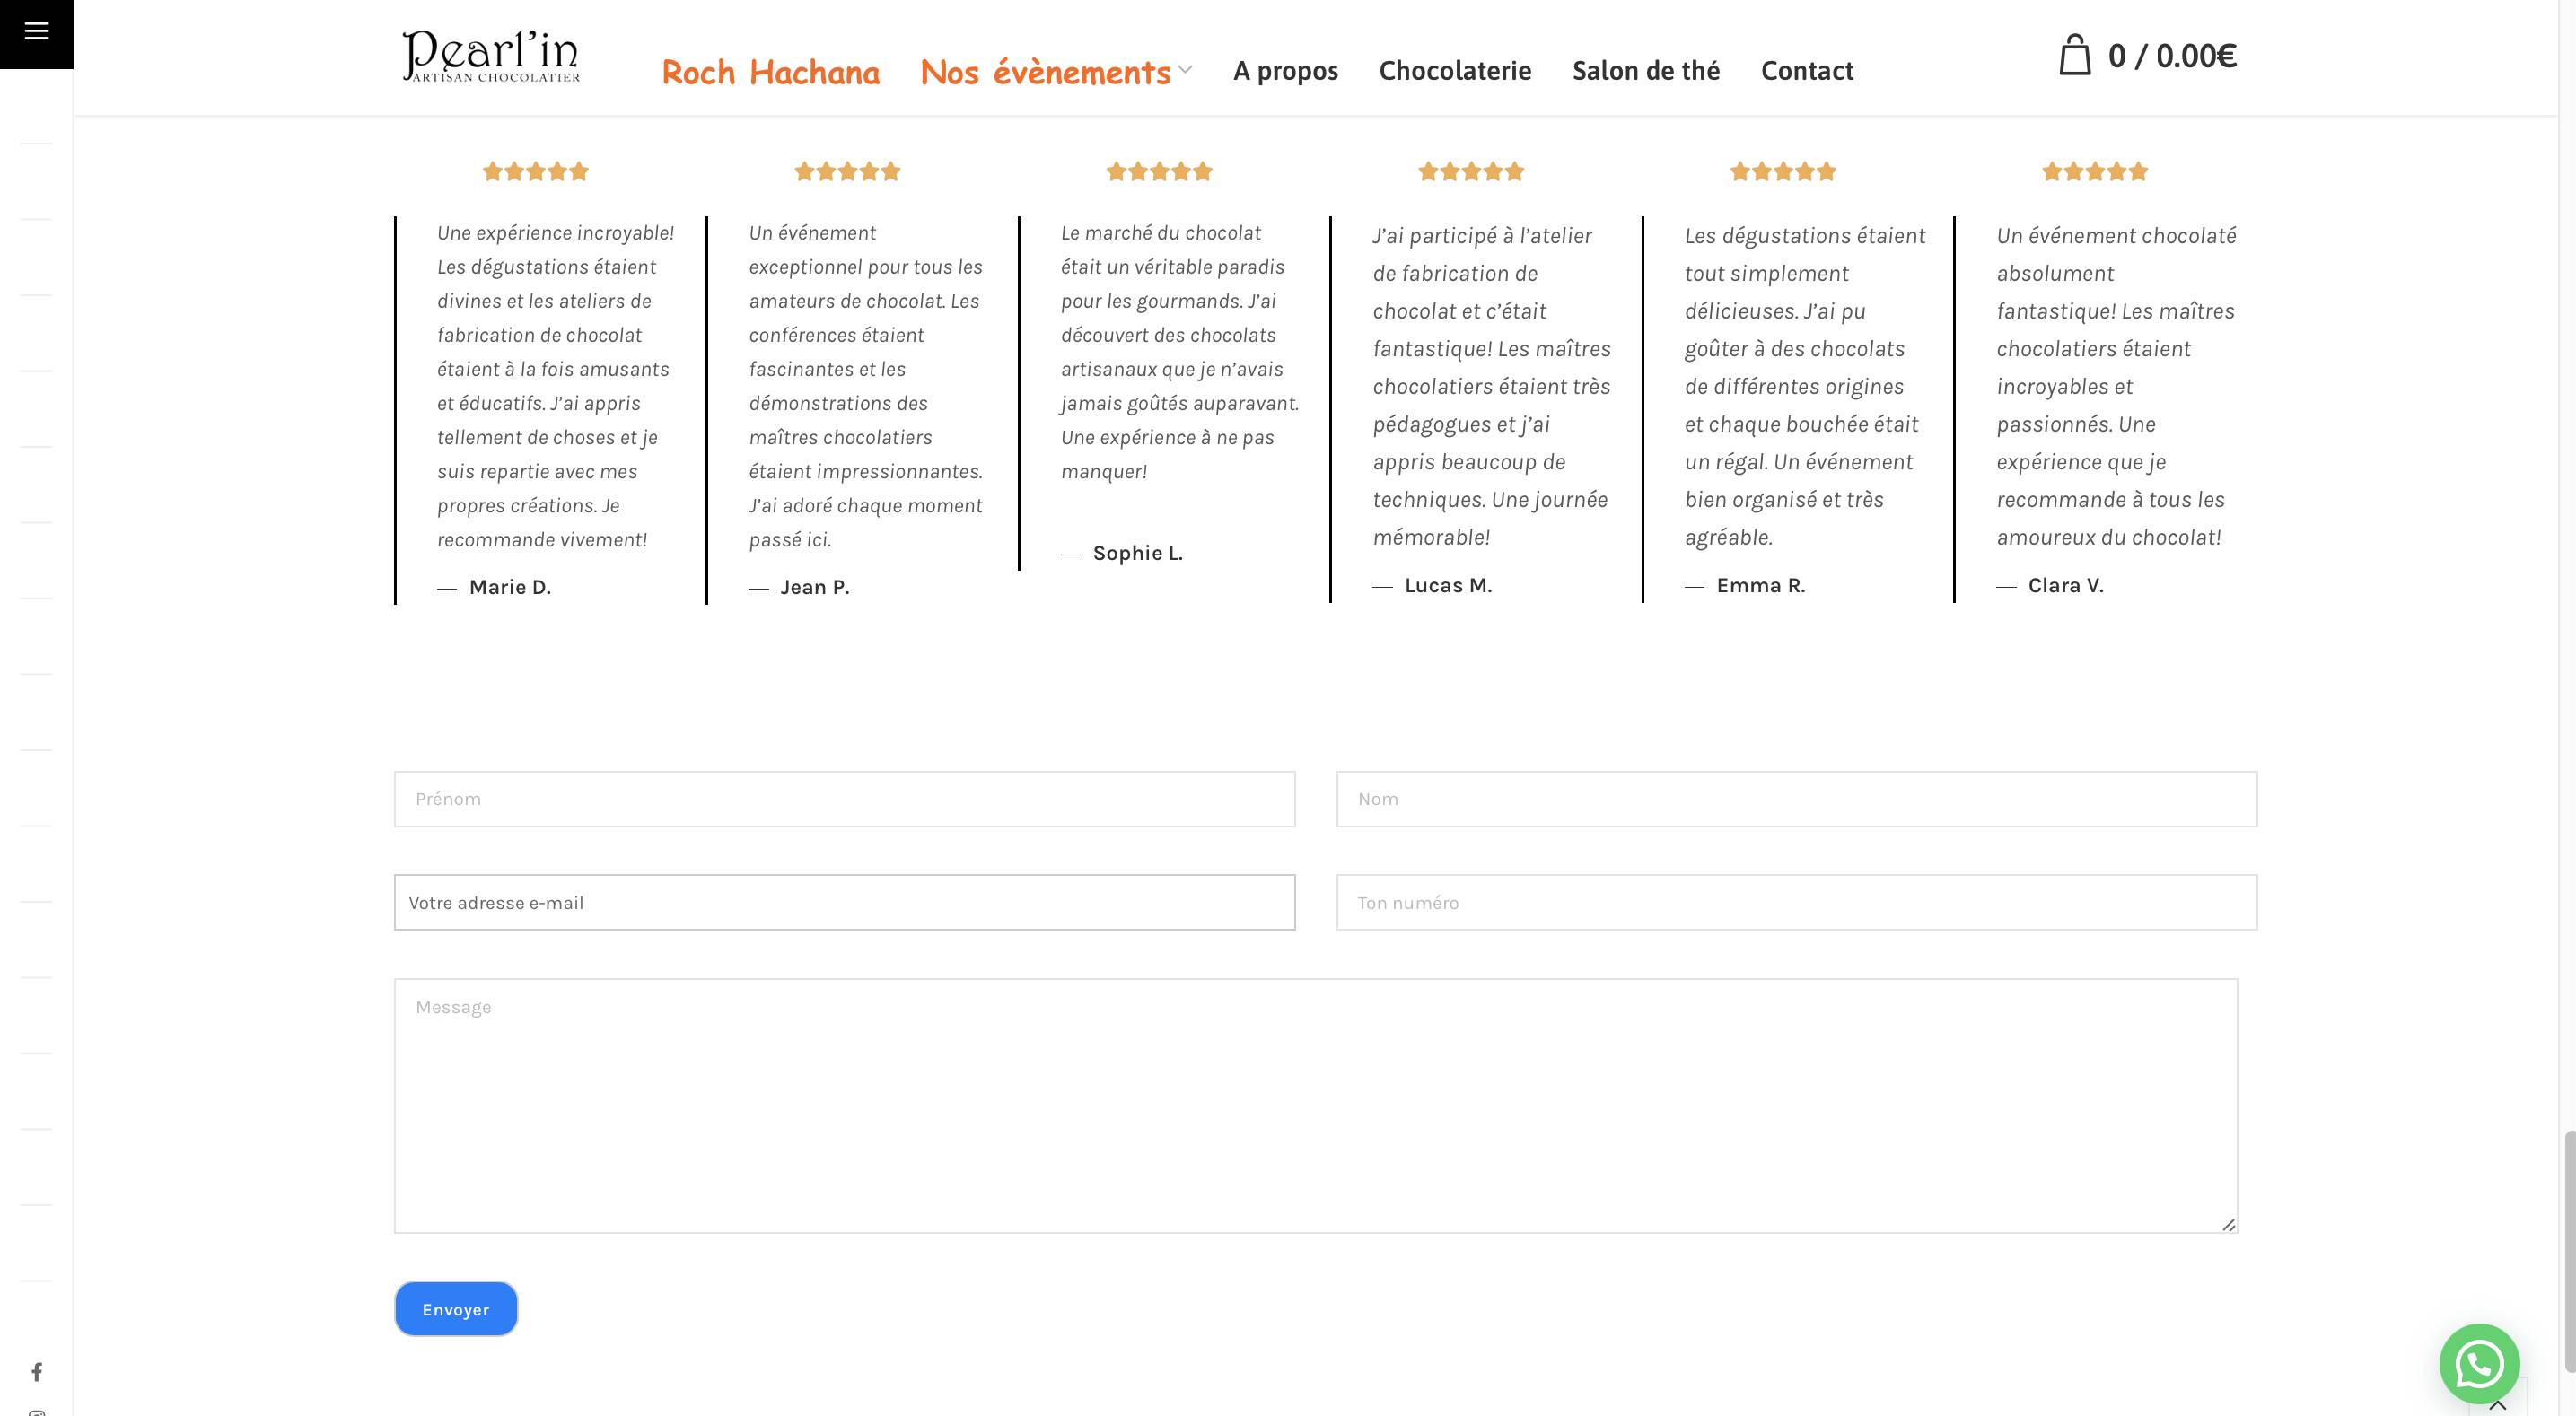 Pearl'in
ARTISAN CHOCOLATIER
Roch Hachana
Nos évènements
A propos
Chocolaterie
Salon de thé
Contact
0 / 0.00€
Une expérience incroyable!
Les dégustations étaient
divines et les ateliers de
fabrication de chocolat
étaient à la fois amusants
et éducatifs. J’ai appris
tellement de choses et je
suis repartie avec mes
propres créations. Je
recommande vivement!
— Marie D.
Un événement
exceptionnel pour tous les
amateurs de chocolat. Les
conférences étaient
fascinantes et les
démonstrations des
maîtres chocolatiers
étaient impressionnantes.
J’ai adoré chaque moment
passé ici.
— Jean P.
Le marché du chocolat
était un véritable paradis
pour les gourmands. J’ai
découvert des chocolats
artisanaux que je n’avais
jamais goûtés auparavant.
Une expérience à ne pas
manquer!
— Sophie L.
J’ai participé à l’atelier
de fabrication de
chocolat et c’était
fantastique! Les maîtres
chocolatiers étaient très
pédagogues et j’ai
appris beaucoup de
techniques. Une journée
mémorable!
— Lucas M.
Les dégustations étaient
tout simplement
délicieuses. J’ai pu
goûter à des chocolats
de différentes origines
et chaque bouchée était
un régal. Un événement
bien organisé et très
agréable.
— Emma R.
Un événement chocolaté
absolument
fantastique! Les maîtres
chocolatiers étaient
incroyables et
passionnés. Une
expérience que je
recommande à tous les
amoureux du chocolat!
— Clara V.
Prénom
Nom
Votre adresse e-mail
Ton numéro
Message
Envoyer